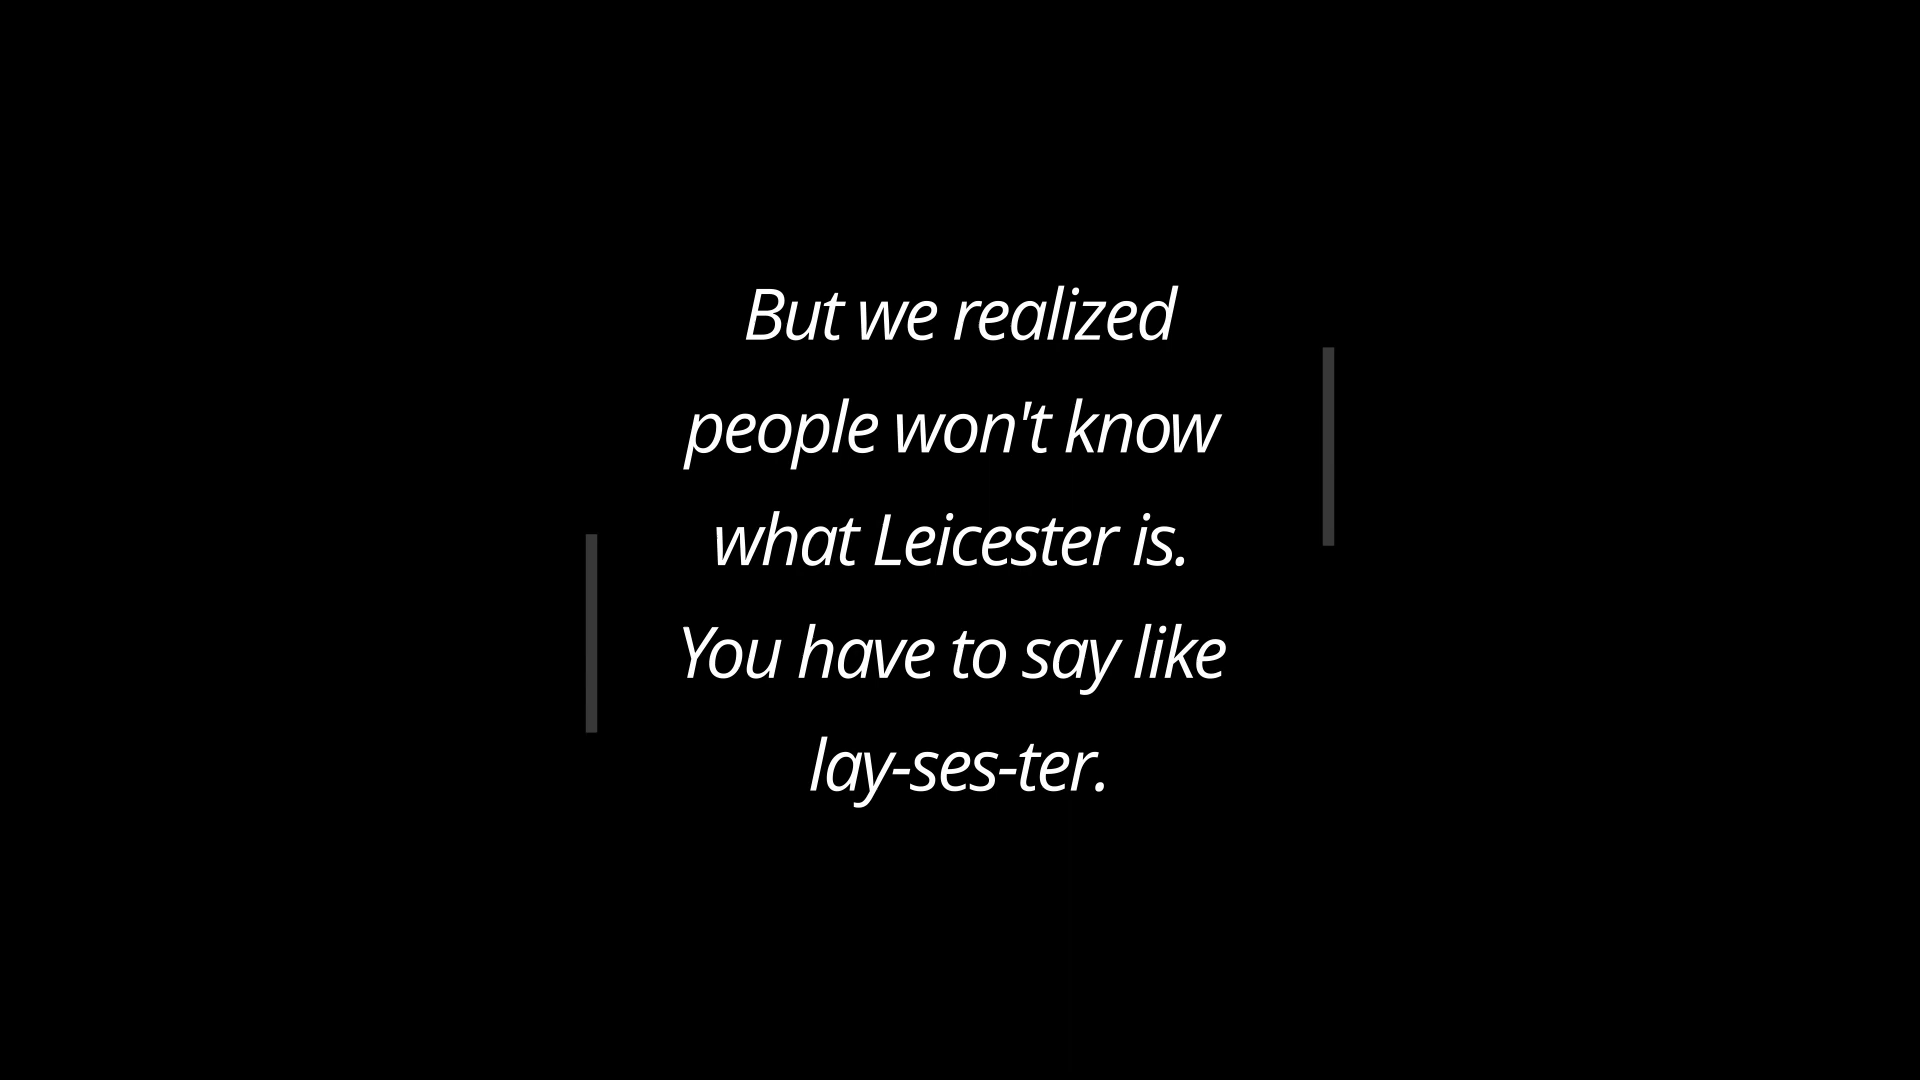 But we realized
people won't know
what Leicester is.
You have to say like
lay-ses-ter.